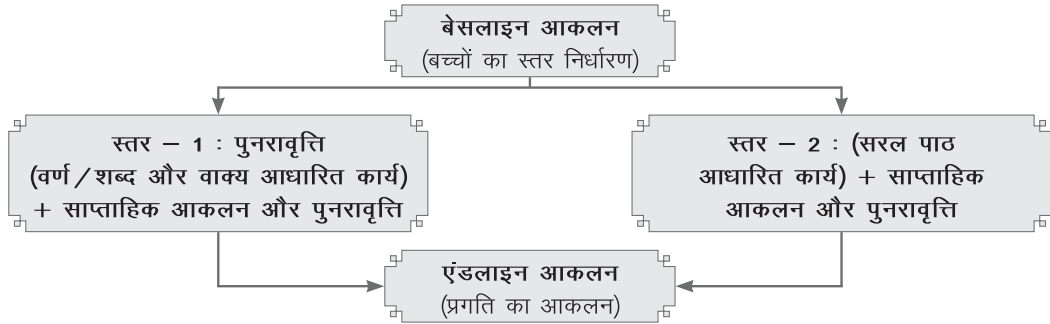 बेसलाइन आकलन
(बच्चों का स्तर निर्धारण)
स्तर – 1 : पुनरावृत्ति
(वर्ण/शब्द और वाक्य आधारित कार्य)
+ साप्ताहिक आकलन और पुनरावृत्ति
स्तर – 2 : (सरल पाठ
आधारित कार्य) + साप्ताहिक
आकलन और पुनरावृत्ति
एंडलाइन आकलन
(प्रगति का आकलन)